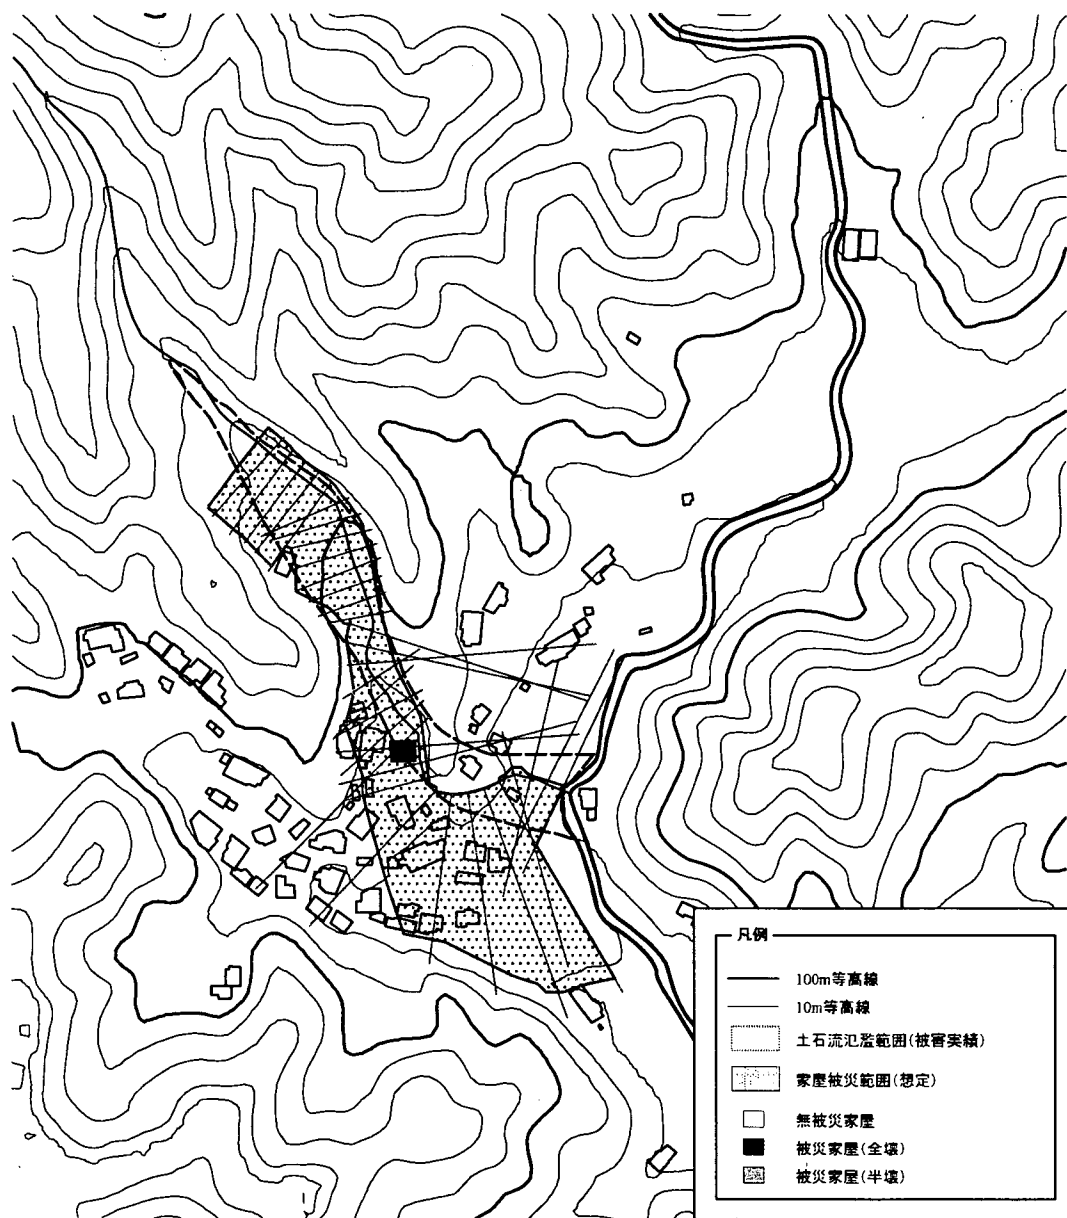 凡例
100m等高線
10m等高線
土石流氾濫範囲(被害実績)
家屋被災範囲(想定)
無被災家屋
被災家屋(全壊)
被災家屋(半壊)